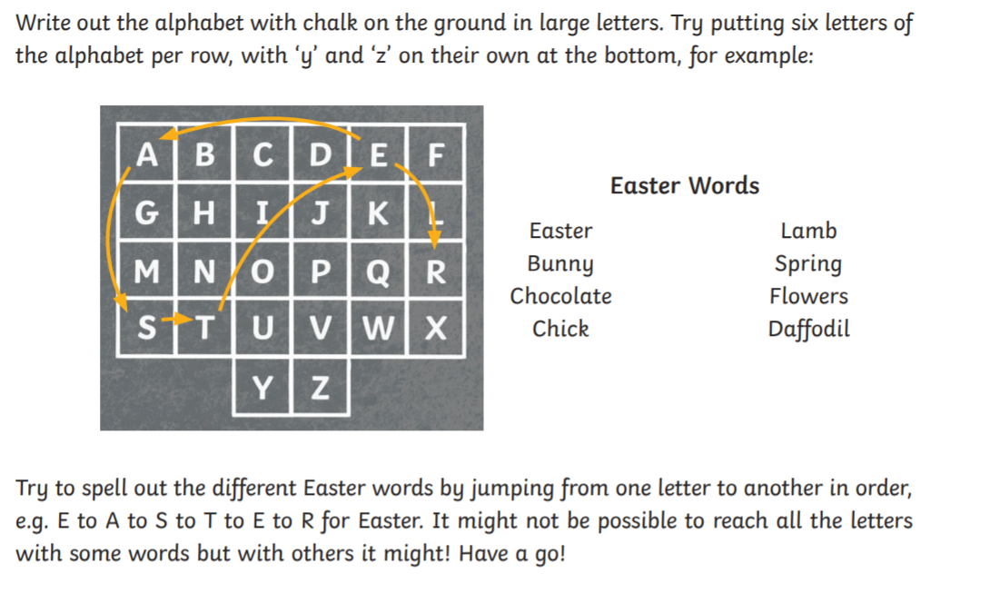 Write out the alphabet with chalk on the ground in large letters. Try putting six letters of
the alphabet per row, with ‘y’ and ‘z’ on their own at the bottom, for example:
A B C D E F
G H I J K L
M N O P Q R
S T U V W X
Y Z
Easter Words
Easter Lamb
Bunny Spring
Chocolate Flowers
Chick Daffodil
Try to spell out the different Easter words by jumping from one letter to another in order,
e.g. E to A to S to T to E to R for Easter. It might not be possible to reach all the letters
with some words but with others it might! Have a go!